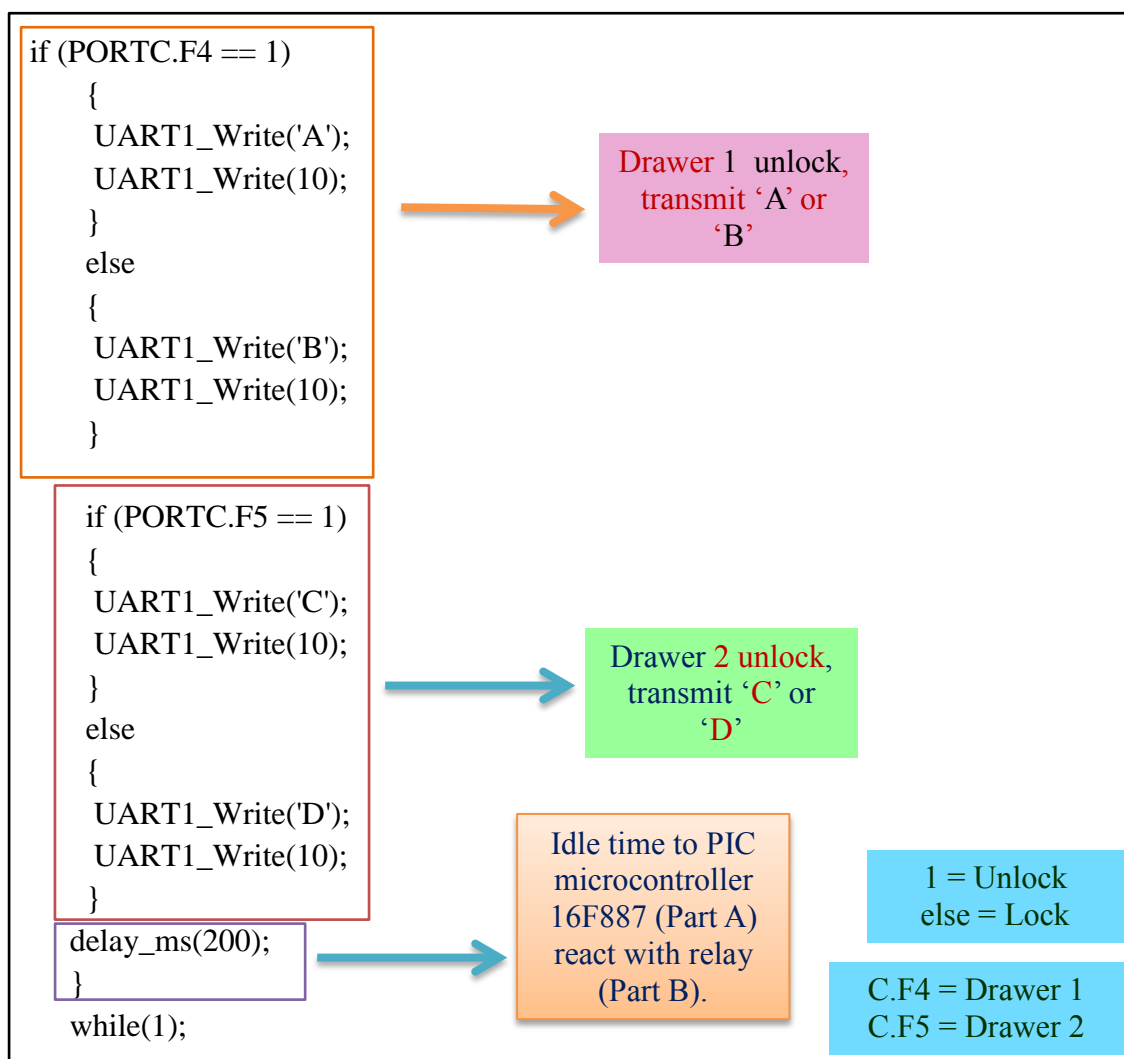 if (PORTC.F4 == 1)
{
UART1_Write('A');
UART1_Write(10);
}
else
{
UART1_Write('B');
UART1_Write(10);
}
Drawer 1 unlock,
transmit ‘A’ or
‘B’
if (PORTC.F5 == 1)
{
UART1_Write('C');
UART1_Write(10);
}
else
{
UART1_Write('D');
UART1_Write(10);
}
Drawer 2 unlock,
transmit ‘C’ or
‘D’
delay_ms(200);
}
while(1);
Idle time to PIC
microcontroller
16F887 (Part A)
react with relay
(Part B).
1 = Unlock
else = Lock
C.F4 = Drawer 1
C.F5 = Drawer 2